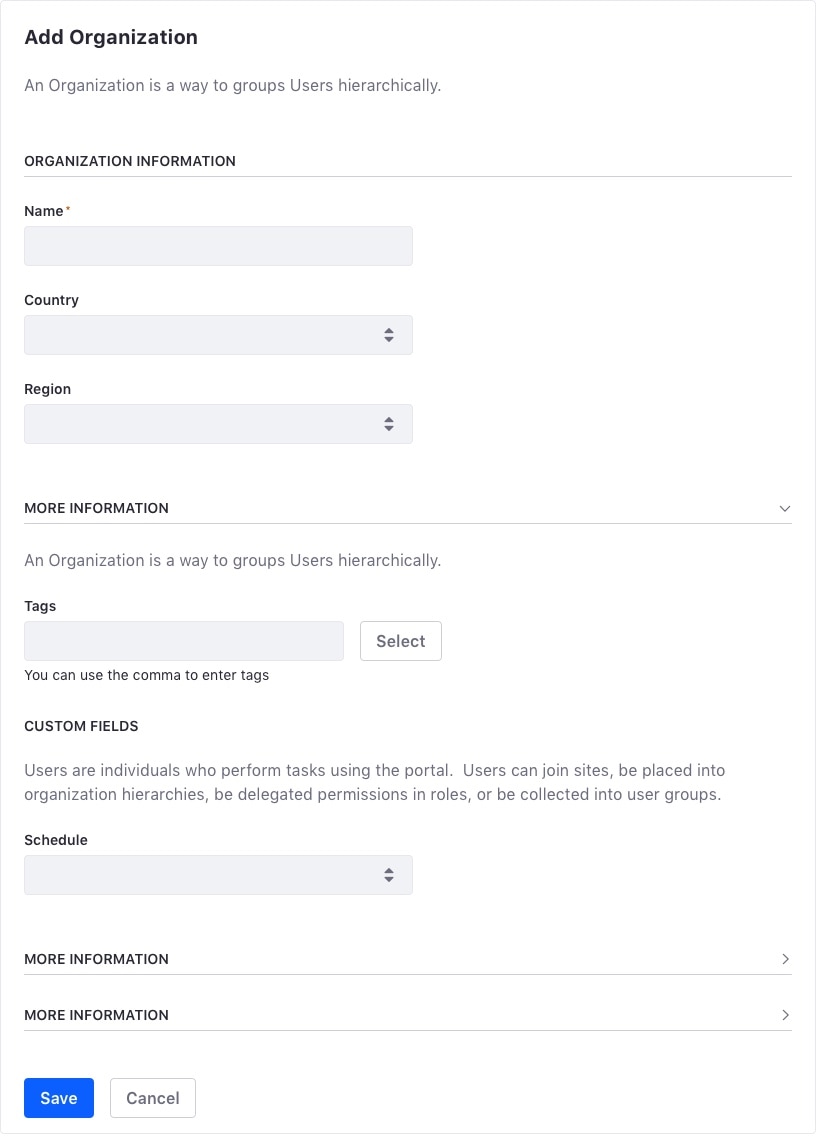 Add Organization
An Organization is a way to groups Users hierarchically.
ORGANIZATION INFORMATION
Name*
Country
Region
MORE INFORMATION
An Organization is a way to groups Users hierarchically.
Tags
Select
You can use the comma to enter tags
CUSTOM FIELDS
Users are individuals who perform tasks using the portal.  Users can join sites, be placed into
organization hierarchies, be delegated permissions in roles, or be collected into user groups.
Schedule
MORE INFORMATION
MORE INFORMATION
Save Cancel